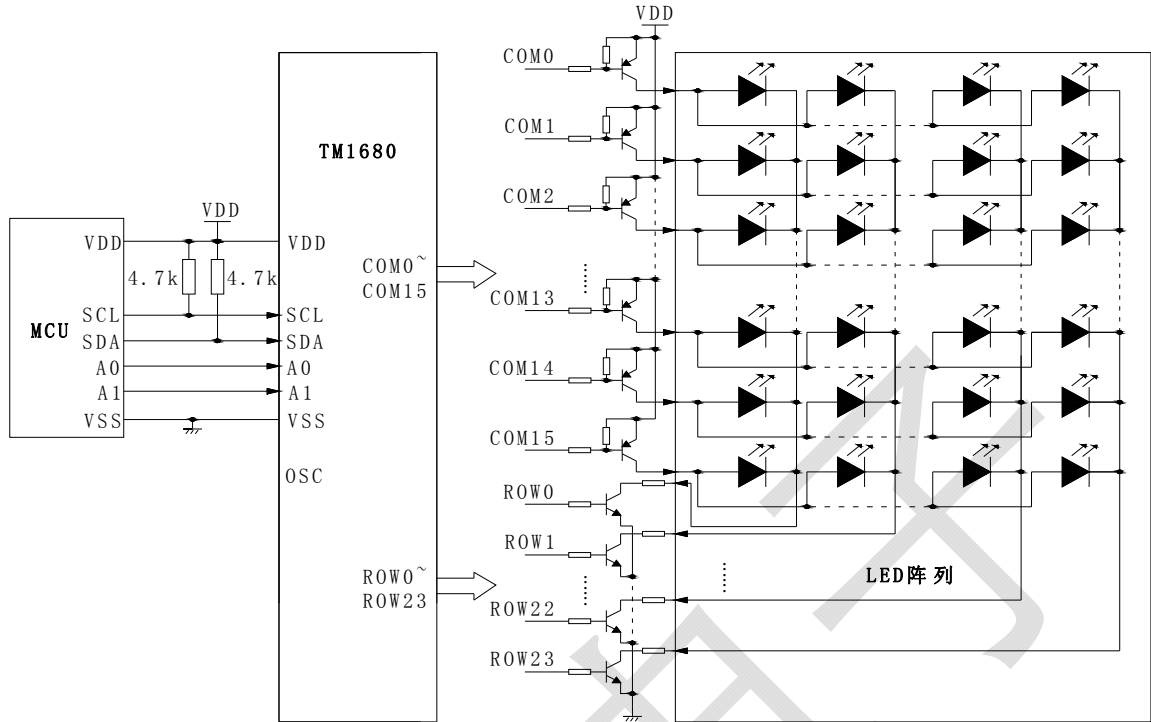 VDD
COM0
COM1
TM1680
COM2
VDD
VDD
VDD
4.7k
4.7k
COM0~
COM15
COM13
SCL
SCL
MCU
SDA
SDA
COM14
A0
A0
A1
A1
VSS
VSS
COM15
OSC
ROW0
ROW1
LED阵列
ROW0~
ROW23
ROW22
ROW23